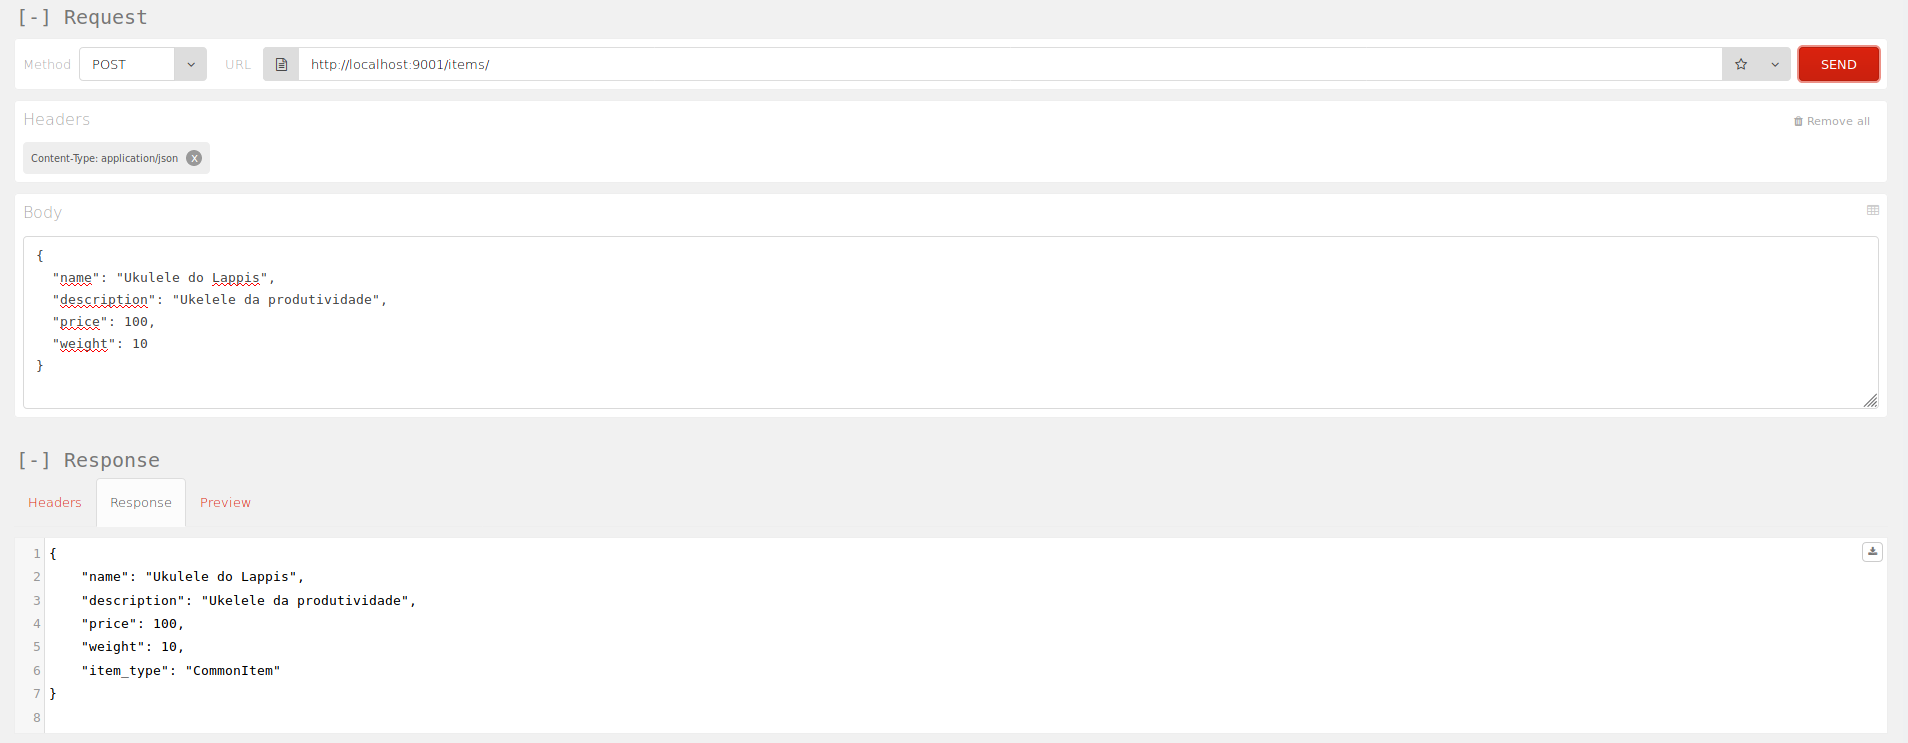 [-] Request
Method POST URL http://localhost:9001/items/ SEND
Headers
Remove all
Content-Type: application/json x
Body
{
"name": "Ukulele do Lappis",
"description": "Ukelele da produtividade",
"price": 100,
"weight": 10
}
[-] Response
Headers Response Preview
1 {
2 "name": "Ukulele do Lappis",
3 "description": "Ukelele da produtividade",
4 "price": 100,
5 "weight": 10,
6 "item_type": "CommonItem"
7 }
8